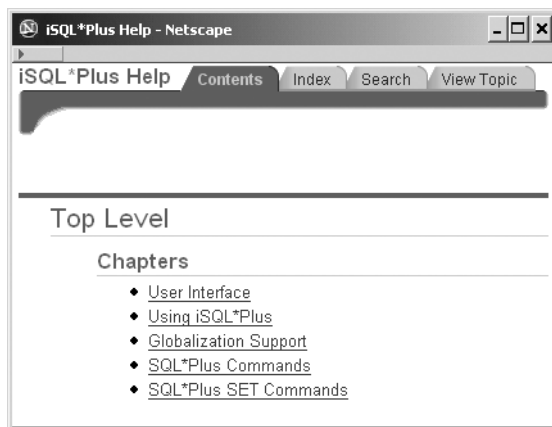 iSQL*Plus Help - Netscape
iSQL*Plus Help Contents Index Search View Topic
Top Level
Chapters
User Interface
Using iSQL*Plus
Globalization Support
SQL*Plus Commands
SQL*Plus SET Commands